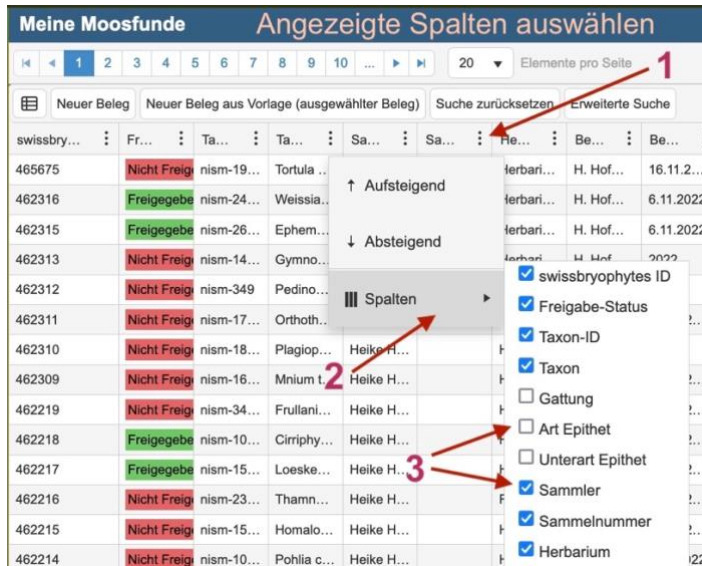 Meine Moosfunde Angezeigte Spalten auswählen
1 2 3 4 5 6 7 8 9 10 ... 20 Elemente pro Seite 1
Neuer Beleg Neuer Beleg aus Vorlage (ausgewählter Beleg) Suche zurücksetzen Erweiterte Suche
swissbry... Fr... Ta... Ta... Sa... Sa... He... Be... Be...
465675 Nicht Freig nism-19... Tortula Herbari... H. Hof... 16.11.2...
↑ Aufsteigend
462316 Freigegebe nism-24... Weissia Herbari... H. Hof... 6.11.2022
462315 Freigegebe nism-26... Ephem... Herbari... H. Hof... 6.11.2022
↓ Absteigend
462313 Nicht Freig nism-14... Gymno... Herbari... H. Hof 2022
swissbryophytes ID
462312 Nicht Freig nism-349 Pedino...
Spalten
Freigabe-Status
462311 Nicht Freig nism-17... Orthoth...
Taxon-ID
462310 Nicht Freig nism-18... Plagiop... Heike H...
2
Taxon
462309 Nicht Freig nism-16... Mnium t Heike H...
Gattung
462219 Nicht Freig nism-34... Frullani... Heike H...
Art Epithet
462218 Freigegebe nism-10... Cirriphy... Heike H...
3
Unterart Epithet
462217 Freigegebe nism-15... Loeske... Heike H...
Sammler
462216 Nicht Freig nism-23... Thamn... Heike H...
Sammelnummer
462215 Nicht Freig nism-15... Homalo... Heike H...
Herbarium
462214 Nicht Freig nism-10... Pohlia c... Heike H...